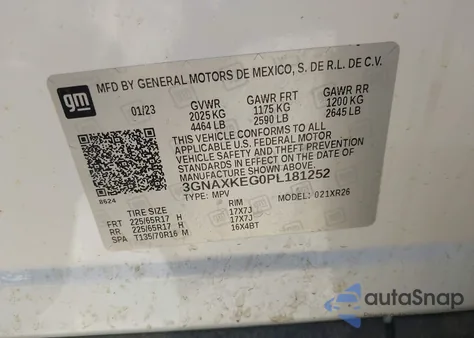 MFD BY GENERAL MOTORS DE MEXICO, S. DE R.L. DE C.V.
gm
01/23 GVWR GAWR FRT GAWR RR
2025 KG 1175 KG 1200 KG
4464 LB 2590 LB 2645 LB
THIS VEHICLE CONFORMS TO ALL
APPLICABLE U.S. FEDERAL MOTOR
VEHICLE SAFETY AND THEFT PREVENTION
STANDARDS IN EFFECT ON THE DATE OF
MANUFACTURE SHOWN ABOVE.
3GNAXKEG0PL181252
8624
TYPE: MPV MODEL: 021XR26
TIRE SIZE RIM
FRT 225/65R17 H 17X7J
RR 225/65R17 H 17X7J
SPA T135/70R16 M 16X4BT
autoSnap